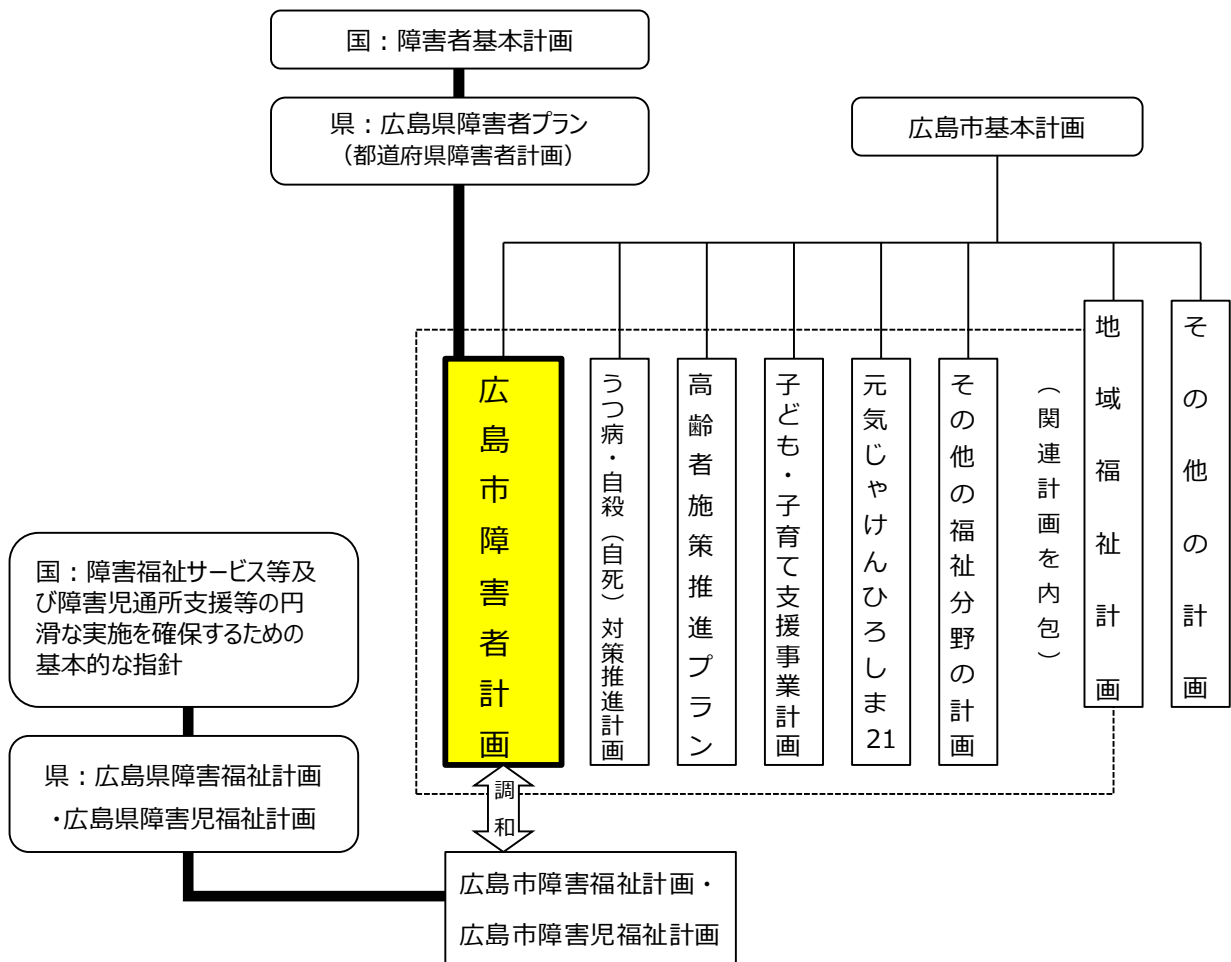 国：障害者基本計画
県：広島県障害者プラン
（都道府県障害者計画）
広島市基本計画
広島市障害者計画
うつ病・自殺（自死）対策推進計画
高齢者施策推進プラン
子ども・子育て支援事業計画
元気じゃけんひろしま21
その他の福祉分野の計画
（関連計画を内包）
地域福祉計画
その他の計画
国：障害福祉サービス等及
び障害児通所支援等の円
滑な実施を確保するための
基本的な指針
県：広島県障害福祉計画
・広島県障害児福祉計画
調和
広島市障害福祉計画・
広島市障害児福祉計画